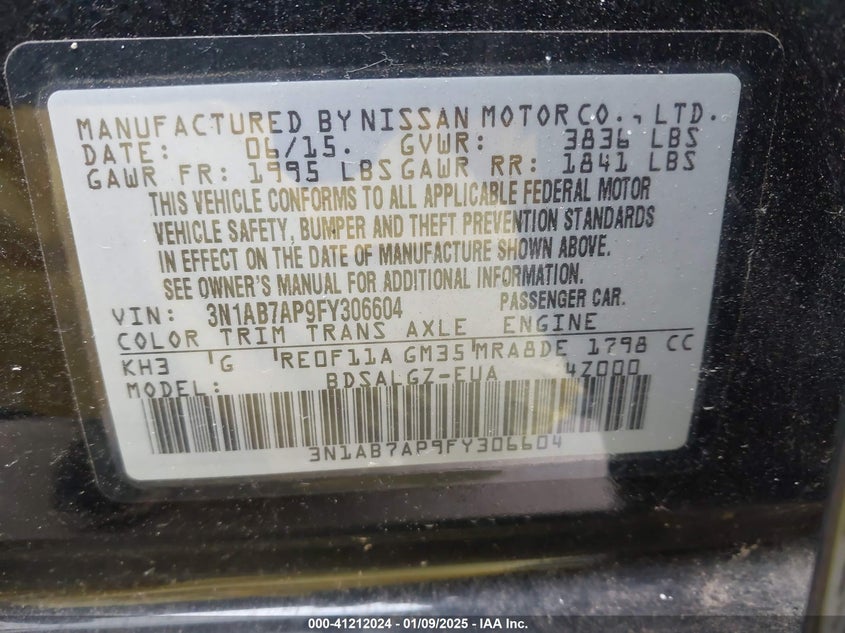 MANUFACTURED BY NISSAN MOTOR CO., LTD.
DATE: 06/15. GVWR: 3836 LBS
GAWR FR: 1995 LBS GAWR RR: 1841 LBS
THIS VEHICLE CONFORMS TO ALL APPLICABLE FEDERAL MOTOR
VEHICLE SAFETY, BUMPER AND THEFT PREVENTION STANDARDS
IN EFFECT ON THE DATE OF MANUFACTURE SHOWN ABOVE.
SEE OWNER'S MANUAL FOR ADDITIONAL INFORMATION.
VIN: 3N1AB7AP9FY306604 PASSENGER CAR.
COLOR TRIM TRANS AXLE ENGINE
KH3 G RE0F11A GM35 MRA8DE 1798 CC
MODEL: BDSALGZ-EUA 4Z000
3N1AB7AP9FY306604
000-41212024 — 01/09/2025 — IAA Inc.